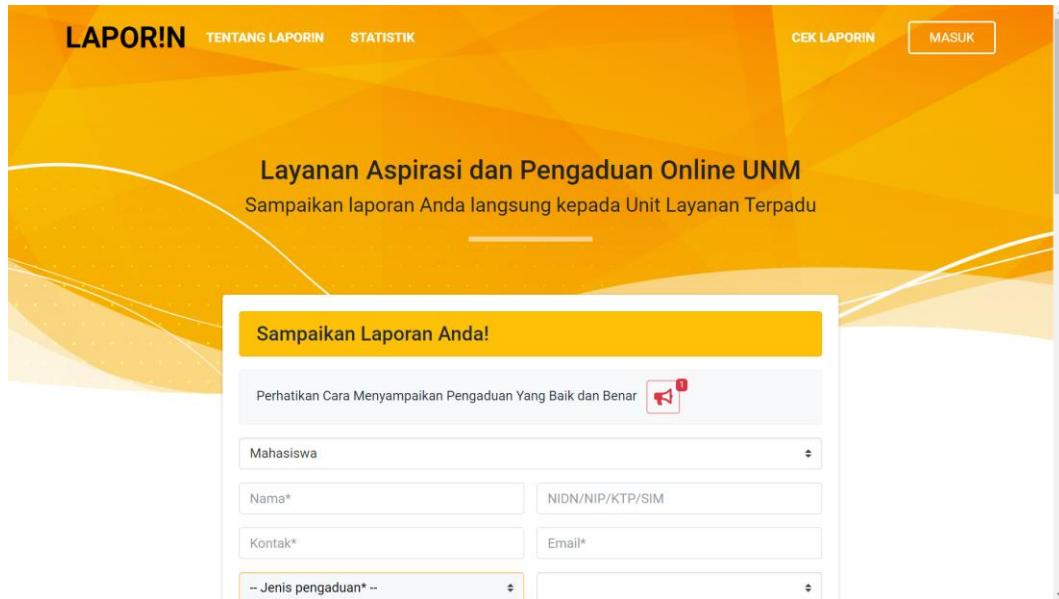 LAPOR!N TENTANG LAPOR!N STATISTIK CEK LAPOR!N MASUK
Layanan Aspirasi dan Pengaduan Online UNM
Sampaikan laporan Anda langsung kepada Unit Layanan Terpadu
Sampaikan Laporan Anda!
Perhatikan Cara Menyampaikan Pengaduan Yang Baik dan Benar 1
Mahasiswa
Nama* NIDN/NIP/KTP/SIM
Kontak* Email*
-- Jenis pengaduan* --